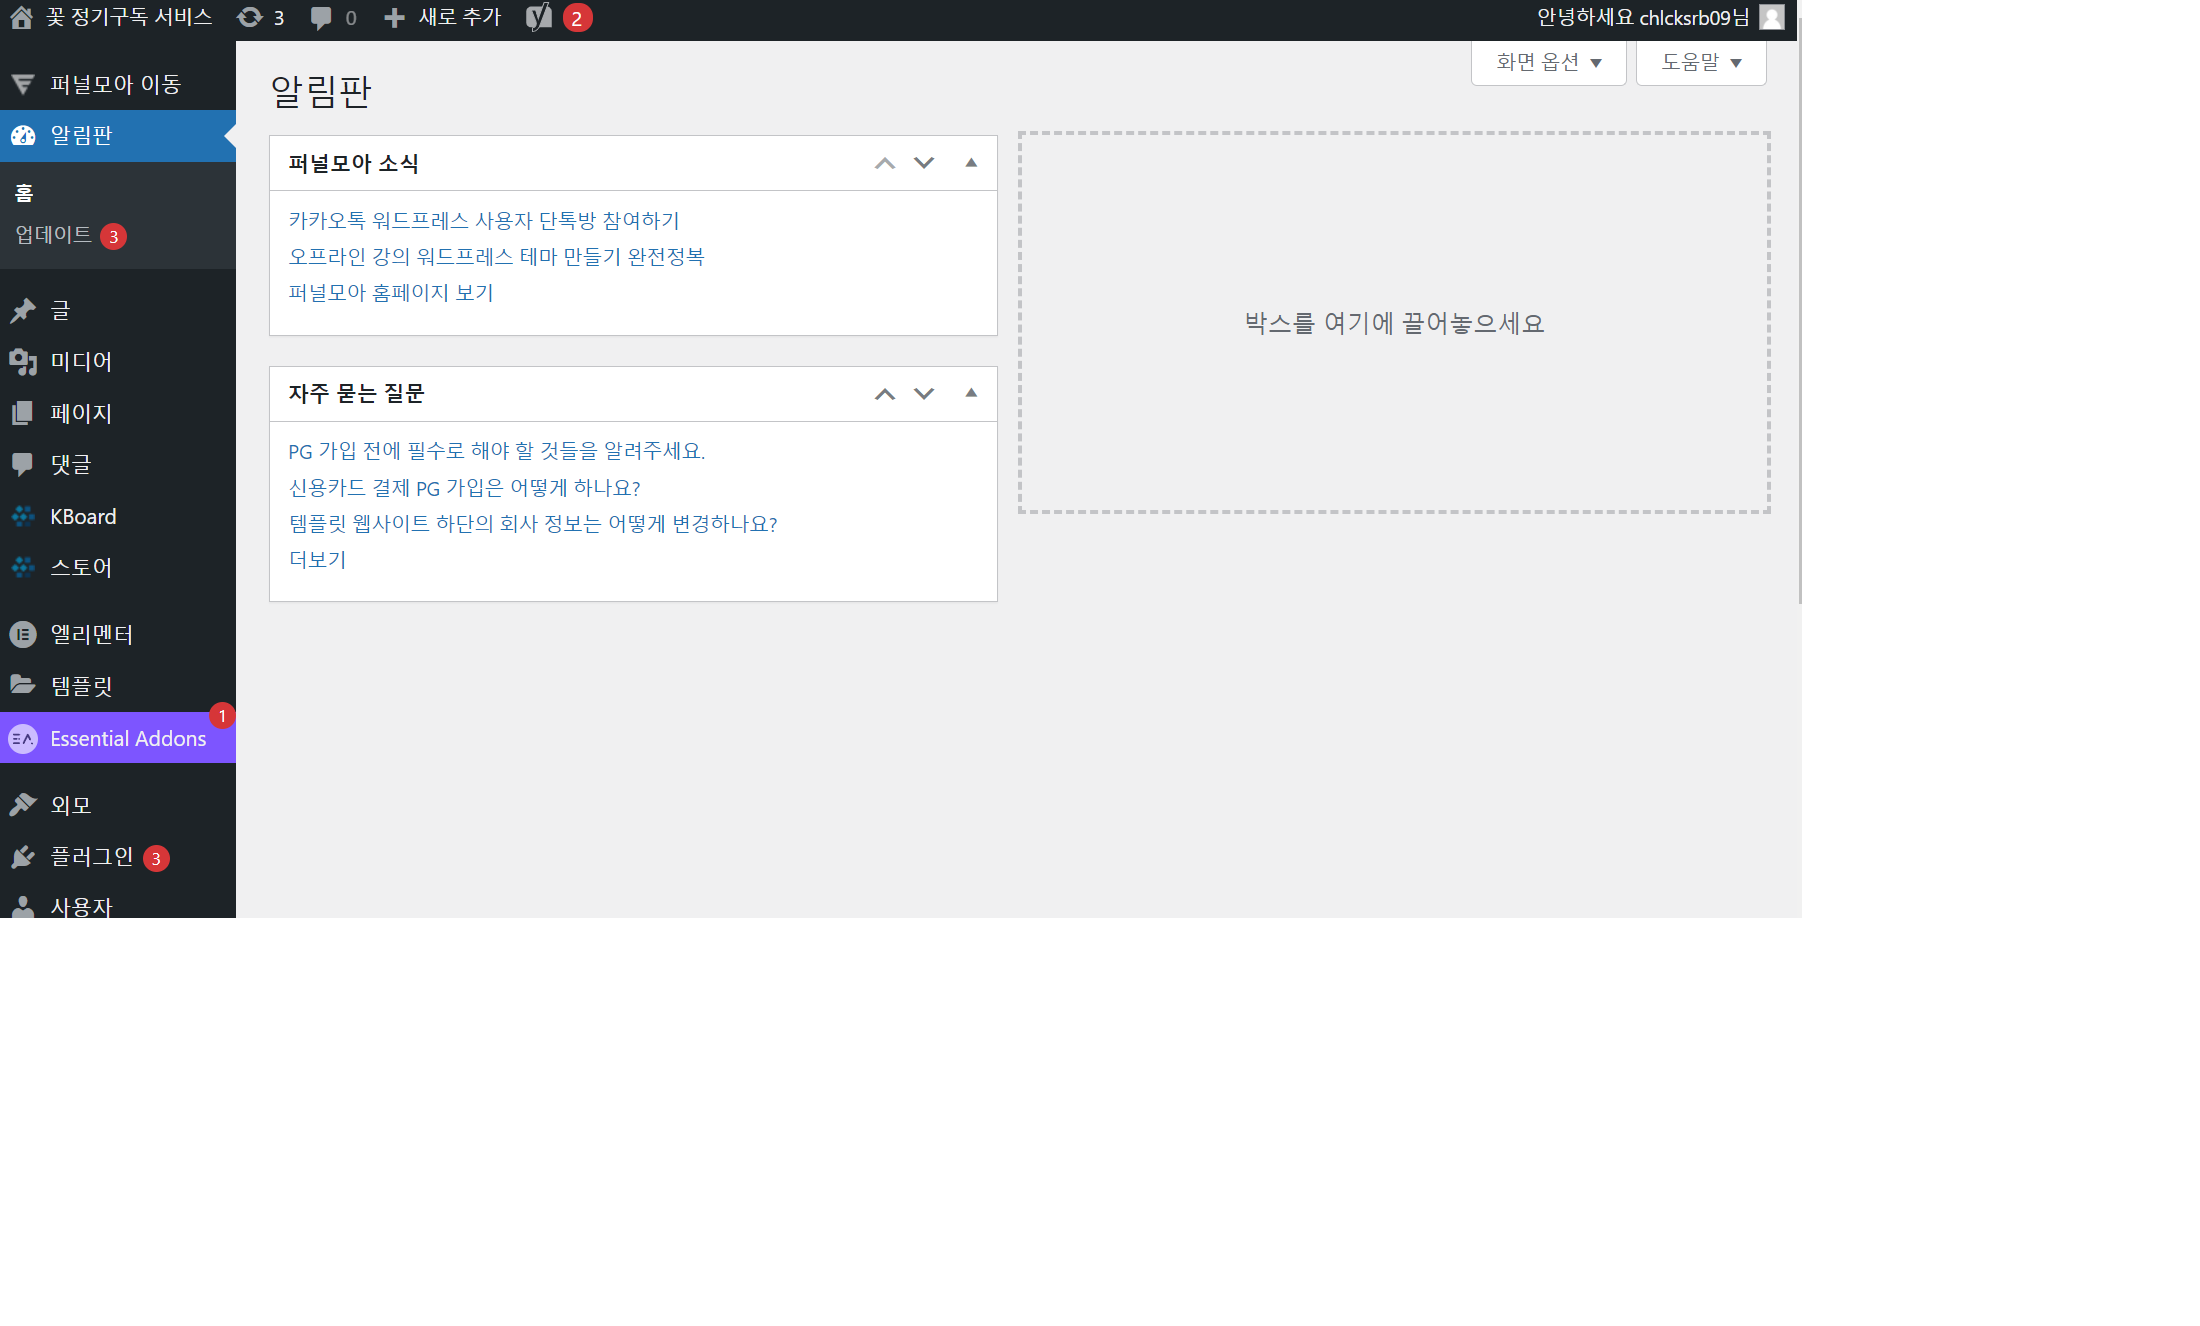 꽃 정기구독 서비스 3 0 새로 추가 2 안녕하세요 chlcksrb09님
화면 옵션 도움말
퍼널모아 이동
알림판
홈
업데이트 3
글
미디어
페이지
댓글
KBoard
스토어
엘리멘터
템플릿
1
Essential Addons
외모
플러그인 3
사용자
알림판
퍼널모아 소식
카카오톡 워드프레스 사용자 단톡방 참여하기
오프라인 강의 워드프레스 테마 만들기 완전정복
퍼널모아 홈페이지 보기
자주 묻는 질문
PG 가입 전에 필수로 해야 할 것들을 알려주세요.
신용카드 결제 PG 가입은 어떻게 하나요?
템플릿 웹사이트 하단의 회사 정보는 어떻게 변경하나요?
더보기
박스를 여기에 끌어놓으세요